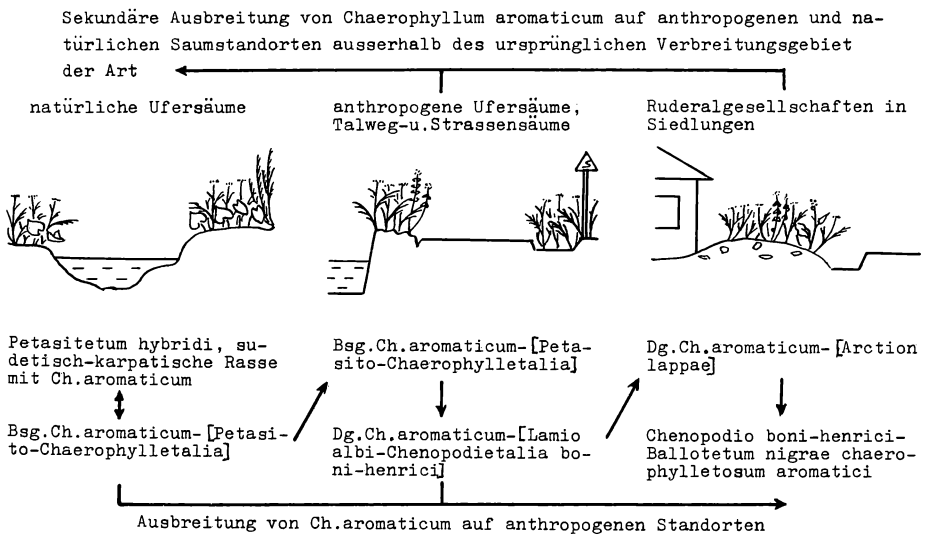 Sekundäre Ausbreitung von Chaerophyllum aromaticum auf anthropogenen und na-
türlichen Saumstandorten ausserhalb des ursprünglichen Verbreitungsgebiet
der Art
natürliche Ufersäume
anthropogene Ufersäume,
Talweg-u.Strassensäume
Ruderalgesellschaften in
Siedlungen
S
Petasitetum hybridi, su-
detisch-karpatische Rasse
mit Ch.aromaticum
Bsg.Ch.aromaticum-[Petasi-
to-Chaerophylletalia]
Bsg.Ch.aromaticum-[Peta-
sito-Chaerophylletalia]
Dg.Ch.aromaticum-[Lamio
albi-Chenopodietalia bo-
ni-henrici]
Dg.Ch.aromaticum-[Arction
lappae]
Chenopodio boni-henrici-
Ballotetum nigrae chaero-
phylletosum aromatici
Ausbreitung von Ch.aromaticum auf anthropogenen Standorten